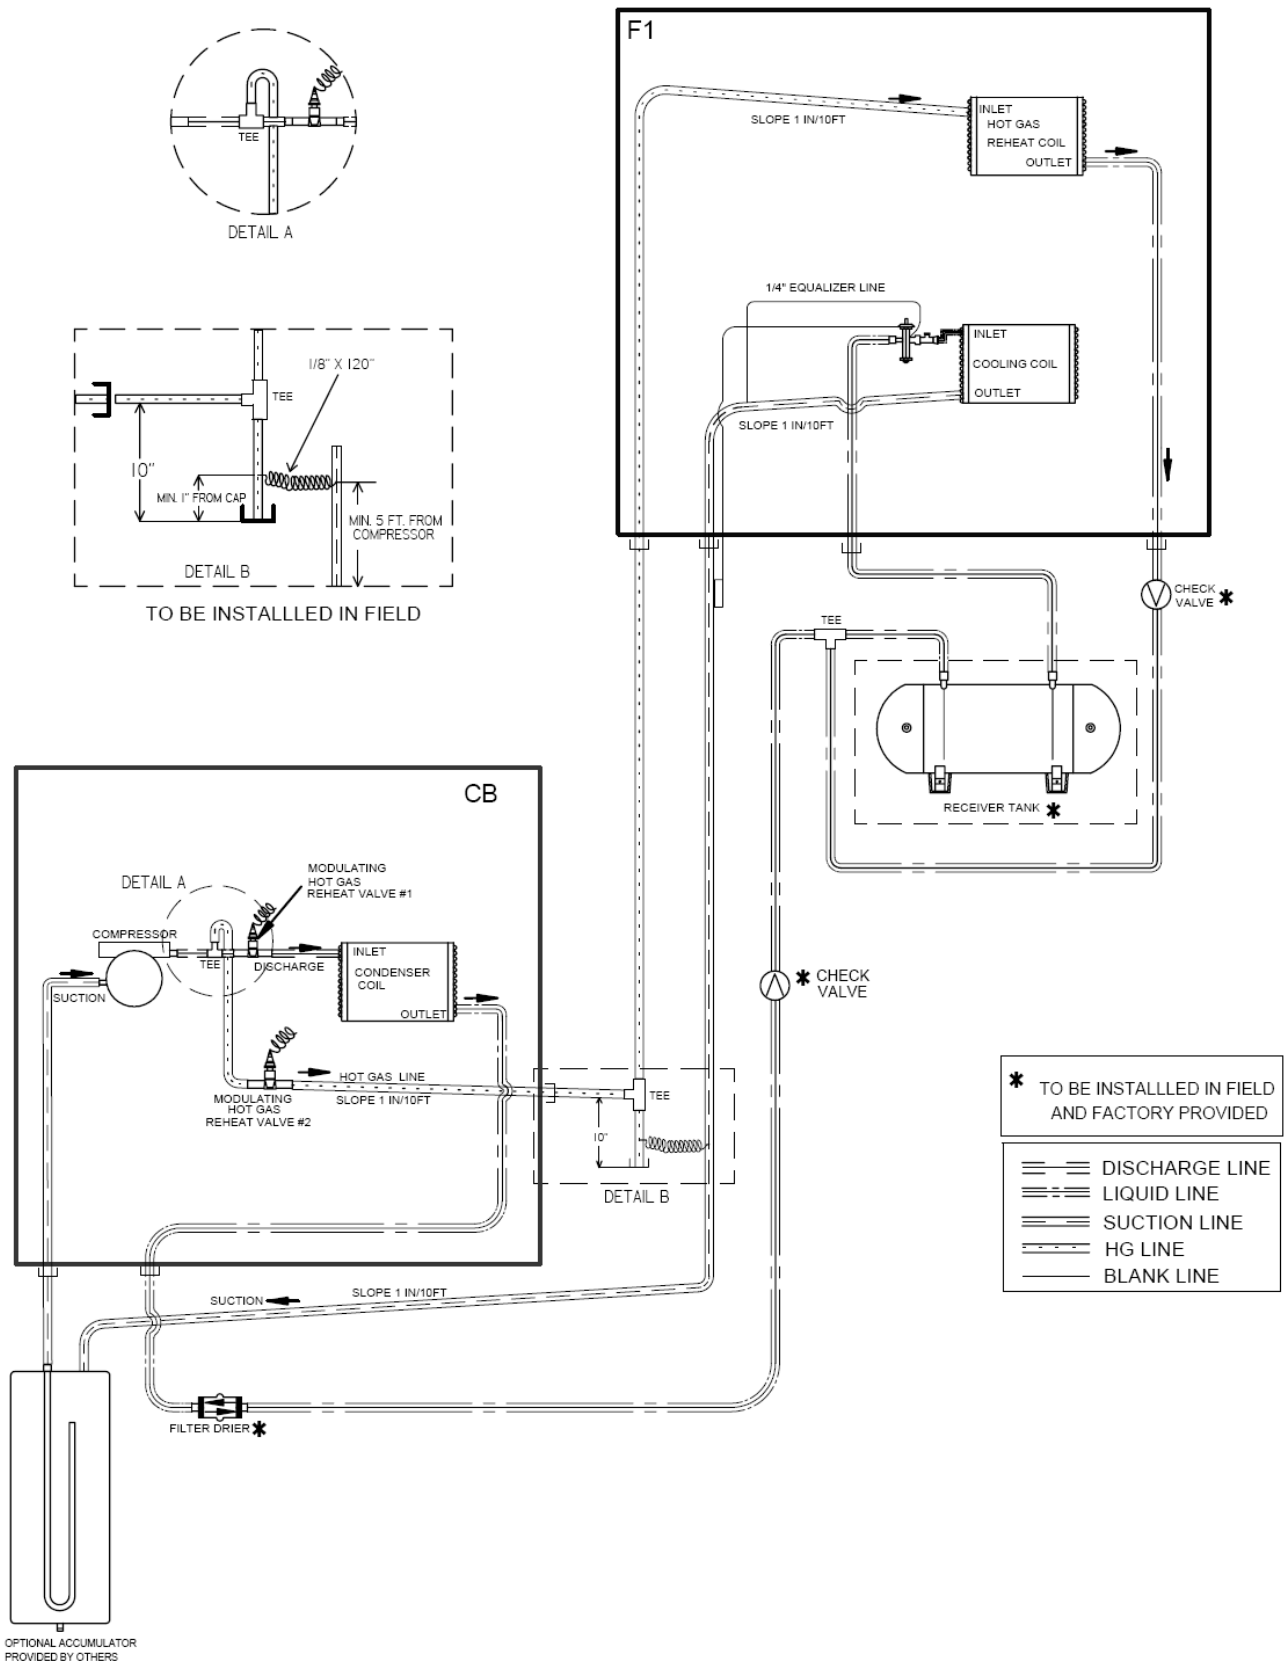 F1
INLET
HOT GAS
REHEAT COIL
OUTLET
SLOPE 1 IN/10FT
TEE
DETAIL A
1/4" EQUALIZER LINE
INLET
COOLING COIL
OUTLET
SLOPE 1 IN/10FT
1/8" X 120"
TEE
10"
MIN. 1" FROM CAP
MIN. 5 FT. FROM
COMPRESSOR
DETAIL B
TO BE INSTALLLED IN FIELD
CHECK
VALVE *
TEE
RECEIVER TANK *
CB
MODULATING
HOT GAS
REHEAT VALVE #1
DETAIL A
COMPRESSOR
TEE
DISCHARGE
SUCTION
INLET
CONDENSER
COIL
OUTLET
* CHECK
VALVE
HOT GAS LINE
SLOPE 1 IN/10FT
MODULATING
HOT GAS
REHEAT VALVE #2
TEE
10"
DETAIL B
* TO BE INSTALLLED IN FIELD
AND FACTORY PROVIDED
DISCHARGE LINE
LIQUID LINE
SUCTION LINE
HG LINE
BLANK LINE
SUCTION
SLOPE 1 IN/10FT
FILTER DRIER *
OPTIONAL ACCUMULATOR
PROVIDED BY OTHERS